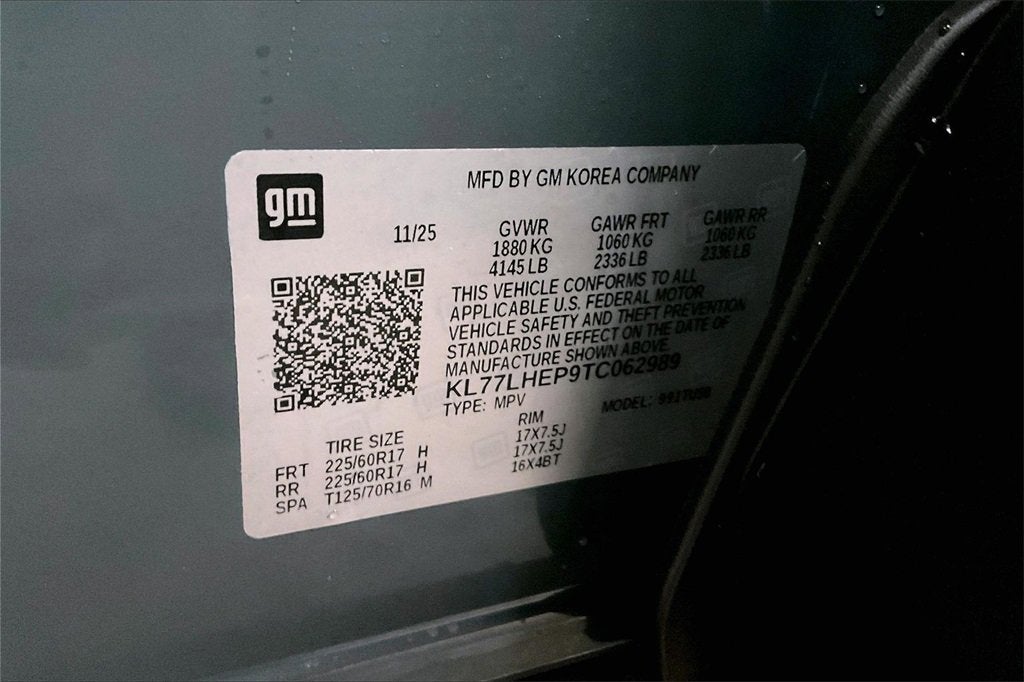 gm
MFD BY GM KOREA COMPANY
11/25 GVWR GAWR FRT GAWR RR
1880 KG 1060 KG 1060 KG
4145 LB 2336 LB 2336 LB
THIS VEHICLE CONFORMS TO ALL
APPLICABLE U.S. FEDERAL MOTOR
VEHICLE SAFETY AND THEFT PREVENTION
STANDARDS IN EFFECT ON THE DATE OF
MANUFACTURE SHOWN ABOVE.
KL77LHEP9TC062989
TYPE: MPV MODEL:
TIRE SIZE RIM
FRT 225/60R17 H 17X7.5J
RR 225/60R17 H 17X7.5J
SPA T125/70R16 M 16X4BT